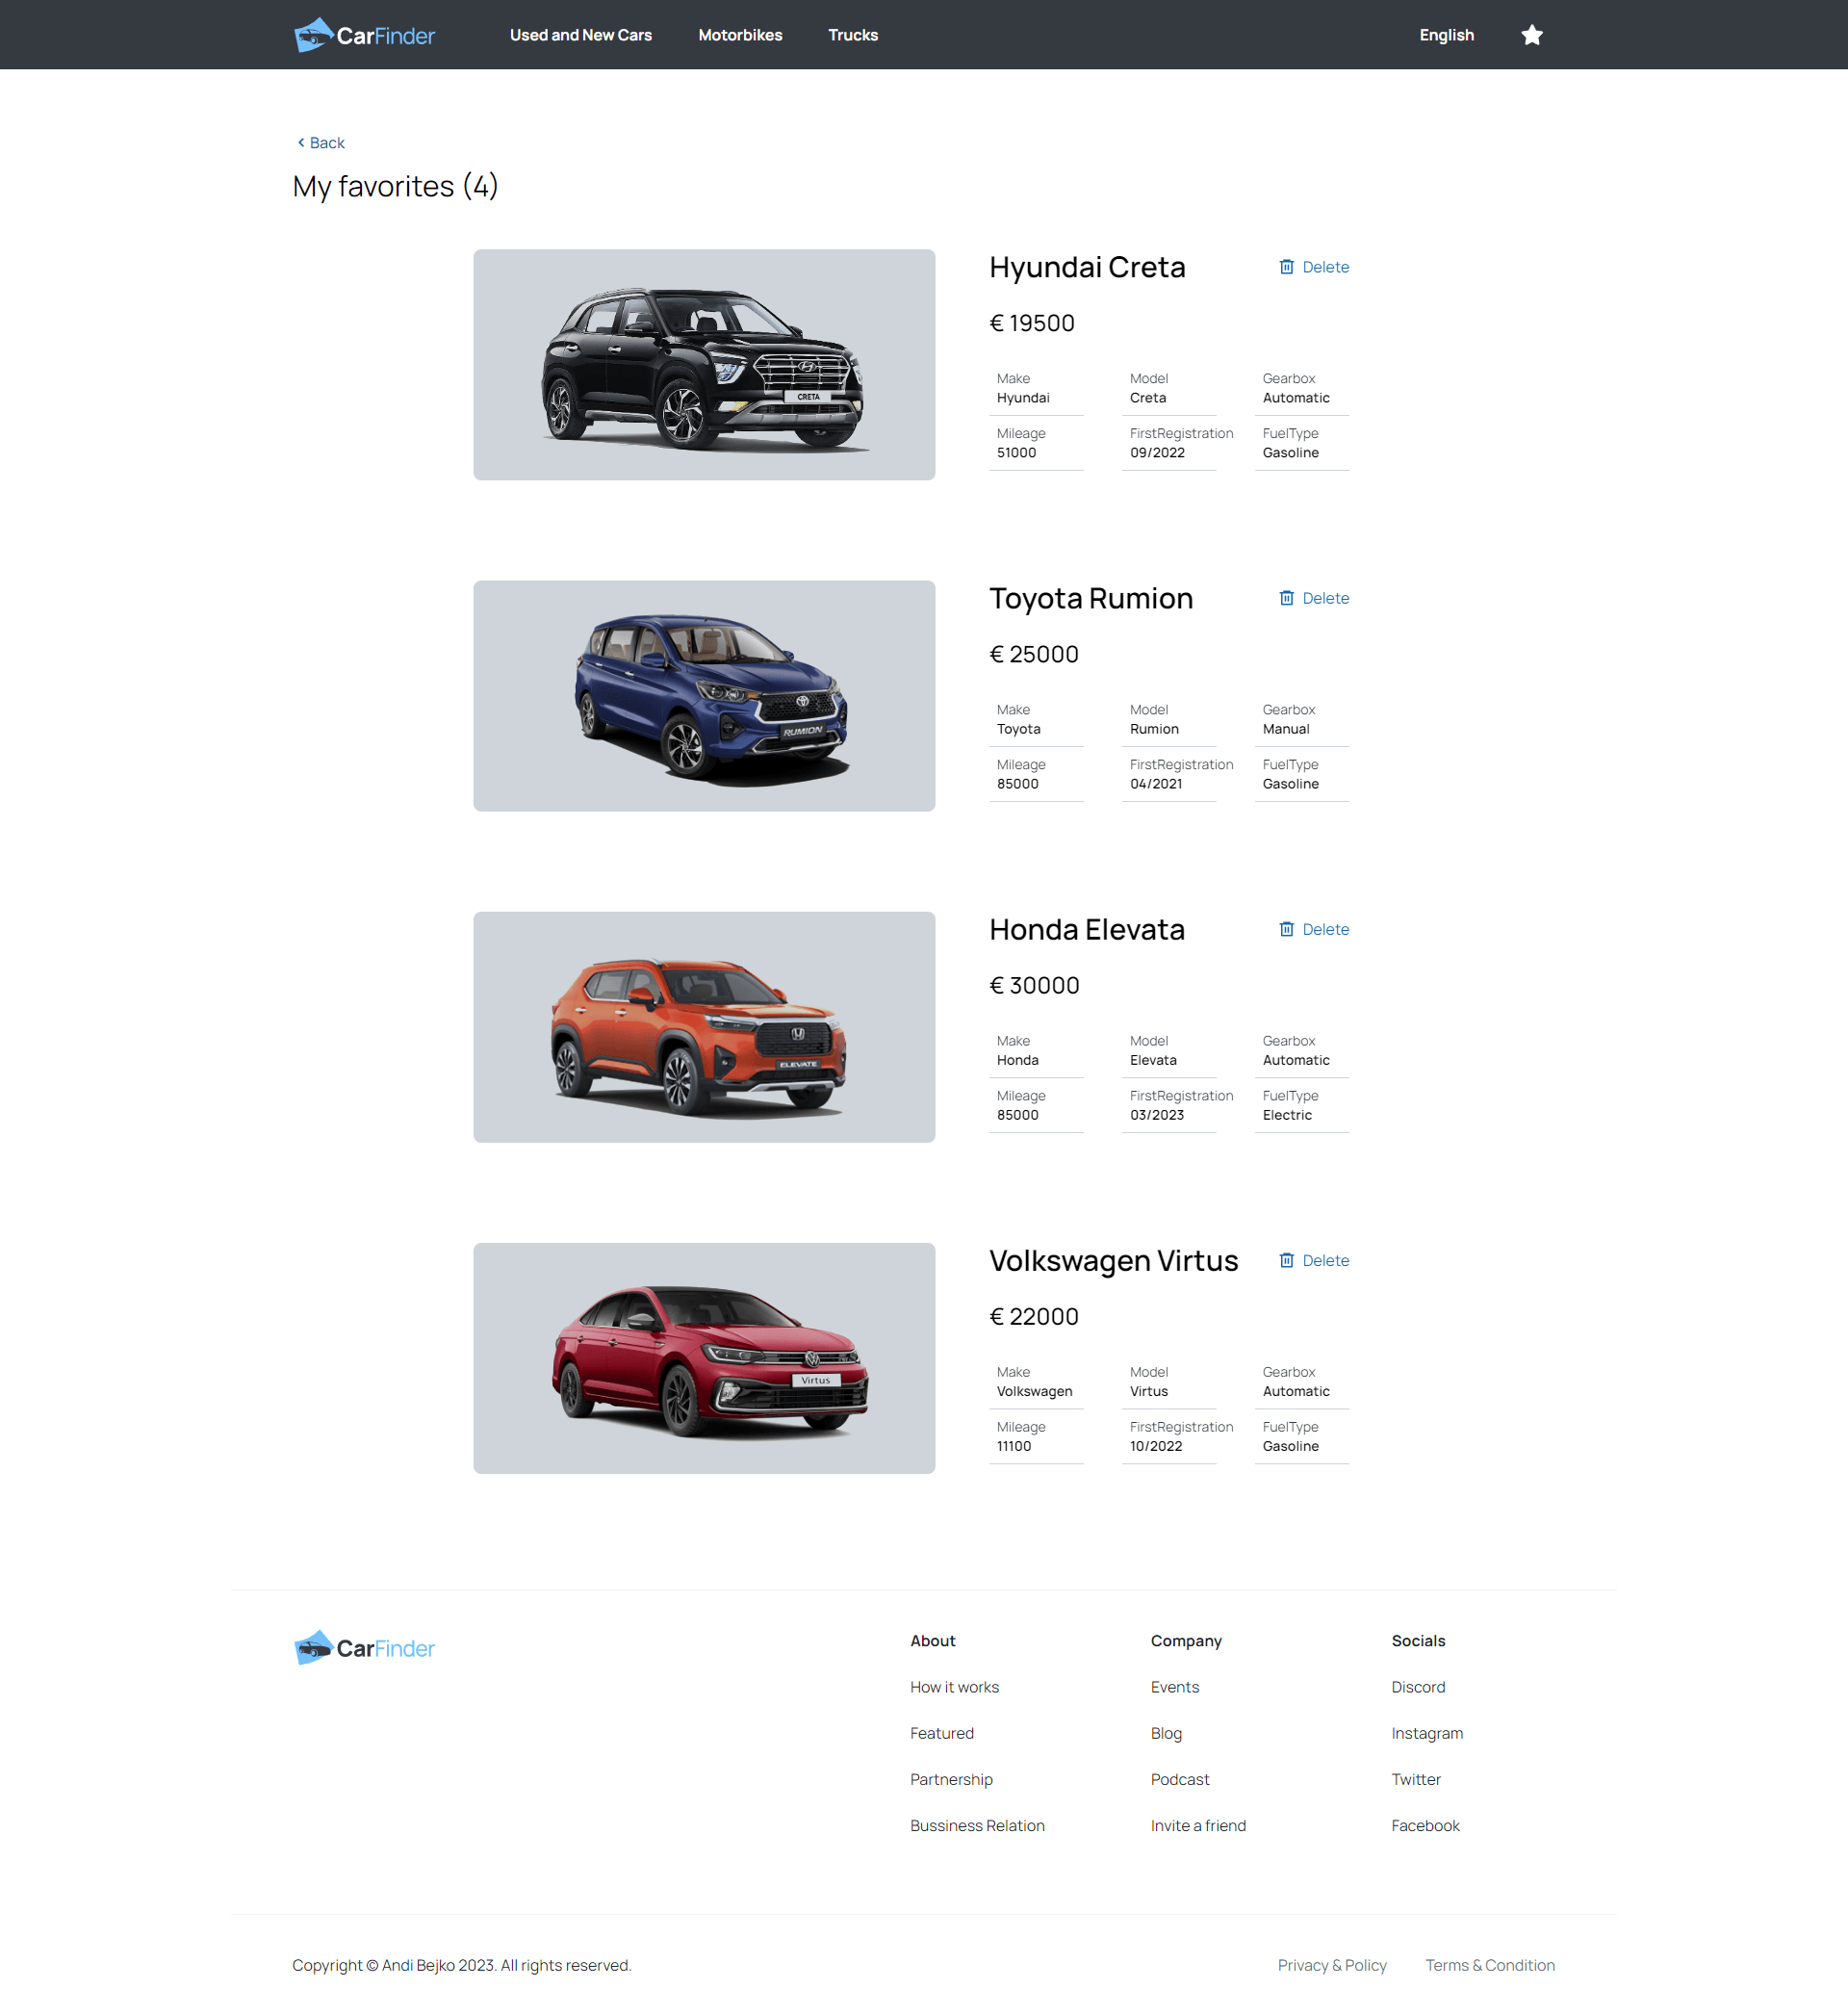 CarFinder
Used and New Cars
Motorbikes
Trucks
English
Back
My favorites (4)
CRETA
Hyundai Creta
Delete
€ 19500
Make Model Gearbox
Hyundai Creta Automatic
Mileage FirstRegistration FuelType
51000 09/2022 Gasoline
RUMION
Toyota Rumion
Delete
€ 25000
Make Model Gearbox
Toyota Rumion Manual
Mileage FirstRegistration FuelType
85000 04/2021 Gasoline
ELEVATE
Honda Elevata
Delete
€ 30000
Make Model Gearbox
Honda Elevata Automatic
Mileage FirstRegistration FuelType
85000 03/2023 Electric
Virtus
Volkswagen Virtus
Delete
€ 22000
Make Model Gearbox
Volkswagen Virtus Automatic
Mileage FirstRegistration FuelType
11100 10/2022 Gasoline
CarFinder
About Company Socials
How it works Events Discord
Featured Blog Instagram
Partnership Podcast Twitter
Bussiness Relation Invite a friend Facebook
Copyright © Andi Bejko 2023. All rights reserved.
Privacy & Policy
Terms & Condition